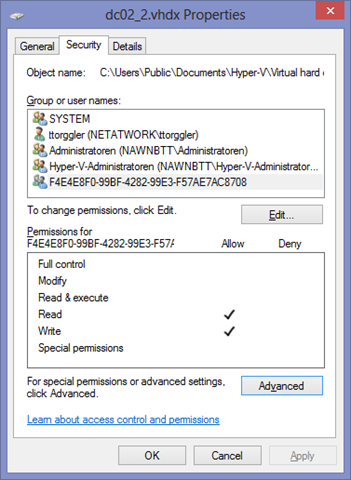 dc02_2.vhdx Properties
General Security Details
Object name: C:\Users\Public\Documents\Hyper-V\Virtual hard
Group or user names:
SYSTEM
ttorggler (NETATWORK\ttorggler)
Administratoren (NAWNBTT\Administratoren)
Hyper-V-Administratoren (NAWNBTT\Hyper-V-Administrator...
F4E4E8F0-99BF-4282-99E3-F57AE7AC8708
To change permissions, click Edit.
Edit...
Permissions for
F4E4E8F0-99BF-4282-99E3-F57A Allow Deny
Full control
Modify
Read & execute
Read
Write
Special permissions
For special permissions or advanced settings,
click Advanced.
Advanced
Learn about access control and permissions
OK Cancel Apply